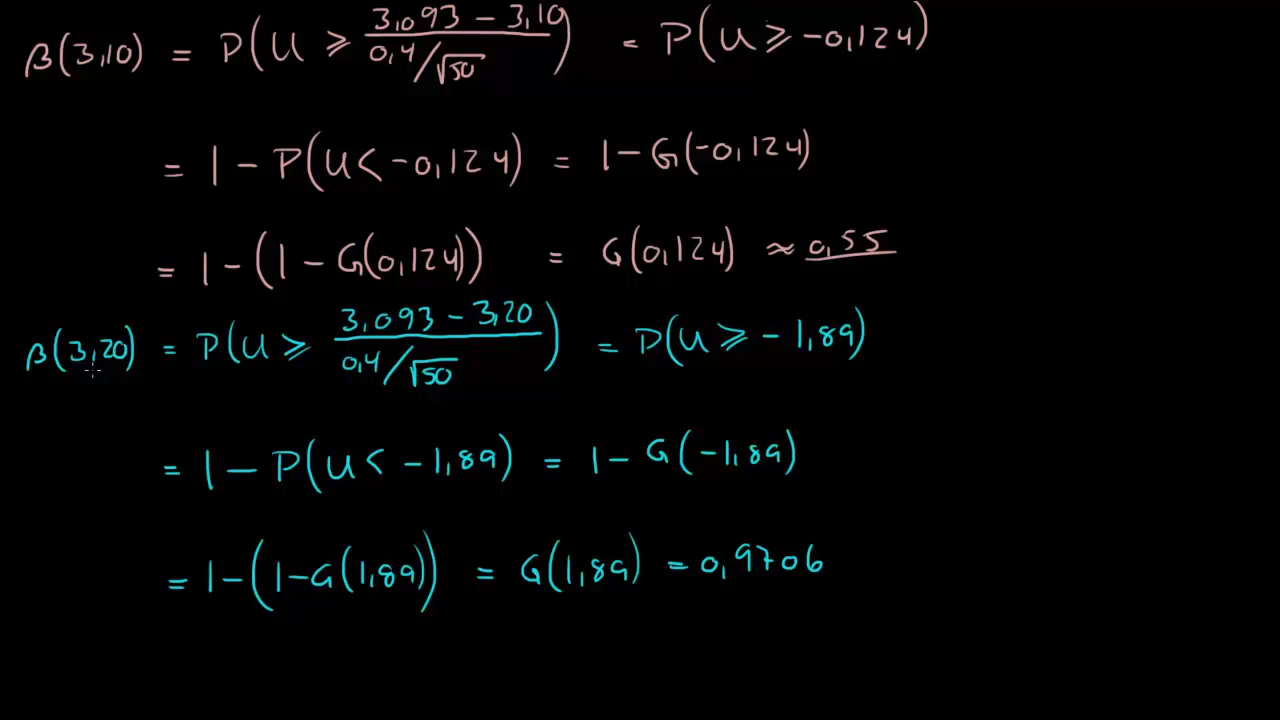 β(3,10) = P(U ≥ (3,093 - 3,10)/(0,4/√50)) = P(U ≥ -0,124)
= 1 - P(U < -0,124) = 1 - G(-0,124)
= 1 - (1 - G(0,124)) = G(0,124) ≈ 0,55
β(3,20) = P(U ≥ (3,093 - 3,20)/(0,4/√50)) = P(U ≥ -1,89)
= 1 - P(U < -1,89) = 1 - G(-1,89)
= 1 - (1 - G(1,89)) = G(1,89) = 0,9706